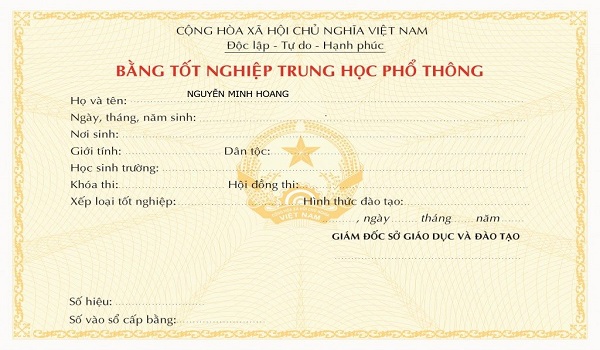 CỘNG HÒA XÃ HỘI CHỦ NGHĨA VIỆT NAM
Độc lập - Tự do - Hạnh phúc
BẰNG TỐT NGHIỆP TRUNG HỌC PHỔ THÔNG
Họ và tên: NGUYÊN MINH HOANG
Ngày, tháng, năm sinh:
Nơi sinh:
Giới tính: Dân tộc:
Học sinh trường:
Khóa thi: Hội đồng thi:
Xếp loại tốt nghiệp: Hình thức đào tạo:
VIỆT NAM
, ngày tháng năm
GIÁM ĐỐC SỞ GIÁO DỤC VÀ ĐÀO TẠO
Số hiệu:
Số vào sổ cấp bằng: